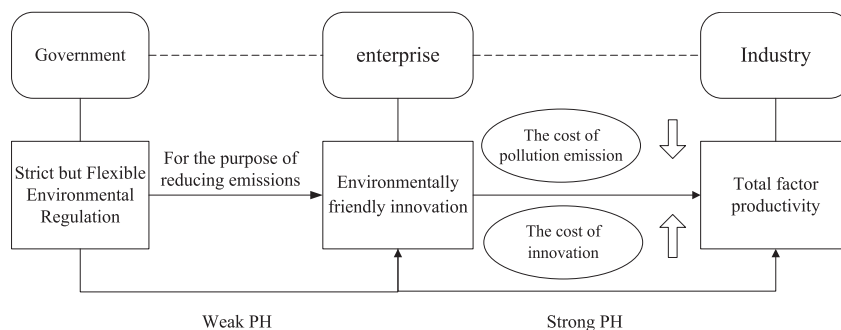 Government
enterprise
Industry
Strict but Flexible
Environmental
Regulation
For the purpose of
reducing emissions
Environmentally
friendly innovation
The cost of
pollution emission
The cost of
innovation
Total factor
productivity
Weak PH
Strong PH